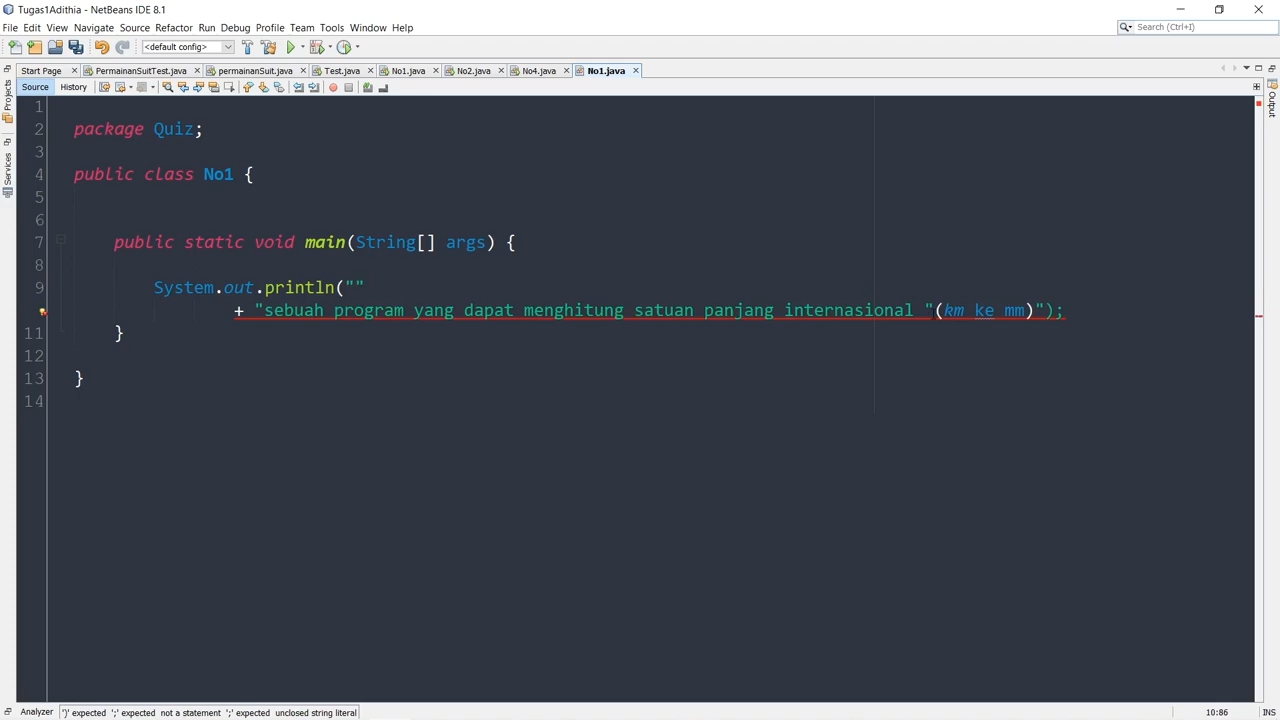 Tugas1Adithia - NetBeans IDE 8.1
File Edit View Navigate Source Refactor Run Debug Profile Team Tools Window Help
Search (Ctrl+I)
<default config>
Start Page PermainanSuitTest.java permainanSuit.java Test.java No1.java No2.java No4.java No1.java
Source History
Projects
Services
Output
1
2 package Quiz;
3
4 public class No1 {
5
6
7 public static void main(String[] args) {
8
9 System.out.println(""
+ "sebuah program yang dapat menghitung satuan panjang internasional "(km ke mm)");
11 }
12
13 }
14
Analyzer ')' expected ';' expected not a statement ';' expected unclosed string literal
10:86 INS